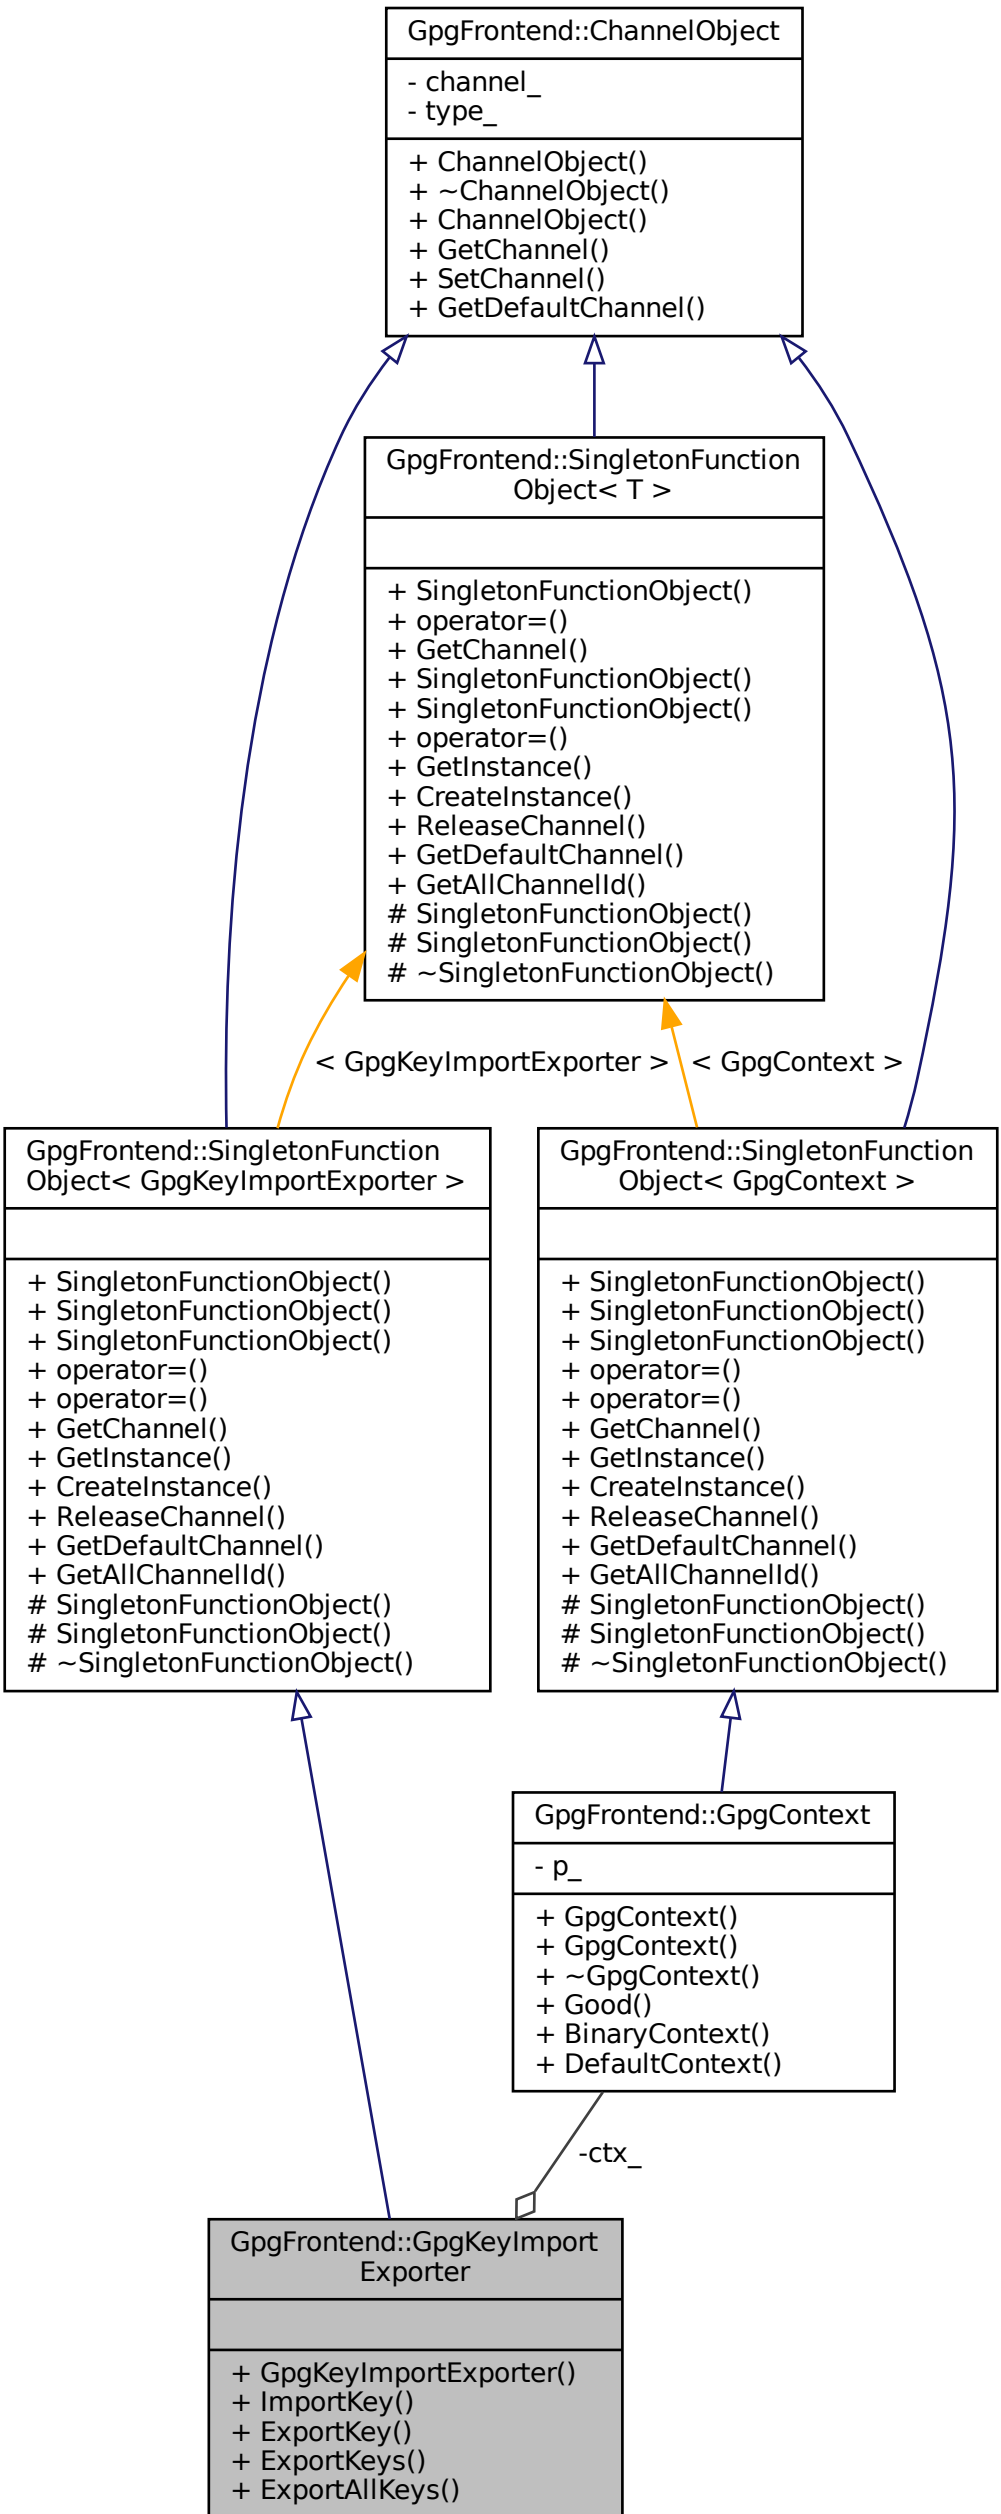 GpgFrontend::ChannelObject
- channel_
- type_
+ ChannelObject()
+ ~ChannelObject()
+ ChannelObject()
+ GetChannel()
+ SetChannel()
+ GetDefaultChannel()
GpgFrontend::SingletonFunction
Object< T >
+ SingletonFunctionObject()
+ operator=()
+ GetChannel()
+ SingletonFunctionObject()
+ SingletonFunctionObject()
+ operator=()
+ GetInstance()
+ CreateInstance()
+ ReleaseChannel()
+ GetDefaultChannel()
+ GetAllChannelId()
# SingletonFunctionObject()
# SingletonFunctionObject()
# ~SingletonFunctionObject()
< GpgKeyImportExporter >
< GpgContext >
GpgFrontend::SingletonFunction
Object< GpgKeyImportExporter >
+ SingletonFunctionObject()
+ SingletonFunctionObject()
+ SingletonFunctionObject()
+ operator=()
+ operator=()
+ GetChannel()
+ GetInstance()
+ CreateInstance()
+ ReleaseChannel()
+ GetDefaultChannel()
+ GetAllChannelId()
# SingletonFunctionObject()
# SingletonFunctionObject()
# ~SingletonFunctionObject()
GpgFrontend::SingletonFunction
Object< GpgContext >
+ SingletonFunctionObject()
+ SingletonFunctionObject()
+ SingletonFunctionObject()
+ operator=()
+ operator=()
+ GetChannel()
+ GetInstance()
+ CreateInstance()
+ ReleaseChannel()
+ GetDefaultChannel()
+ GetAllChannelId()
# SingletonFunctionObject()
# SingletonFunctionObject()
# ~SingletonFunctionObject()
GpgFrontend::GpgContext
- p_
+ GpgContext()
+ GpgContext()
+ ~GpgContext()
+ Good()
+ BinaryContext()
+ DefaultContext()
-ctx_
GpgFrontend::GpgKeyImport
Exporter
+ GpgKeyImportExporter()
+ ImportKey()
+ ExportKey()
+ ExportKeys()
+ ExportAllKeys()